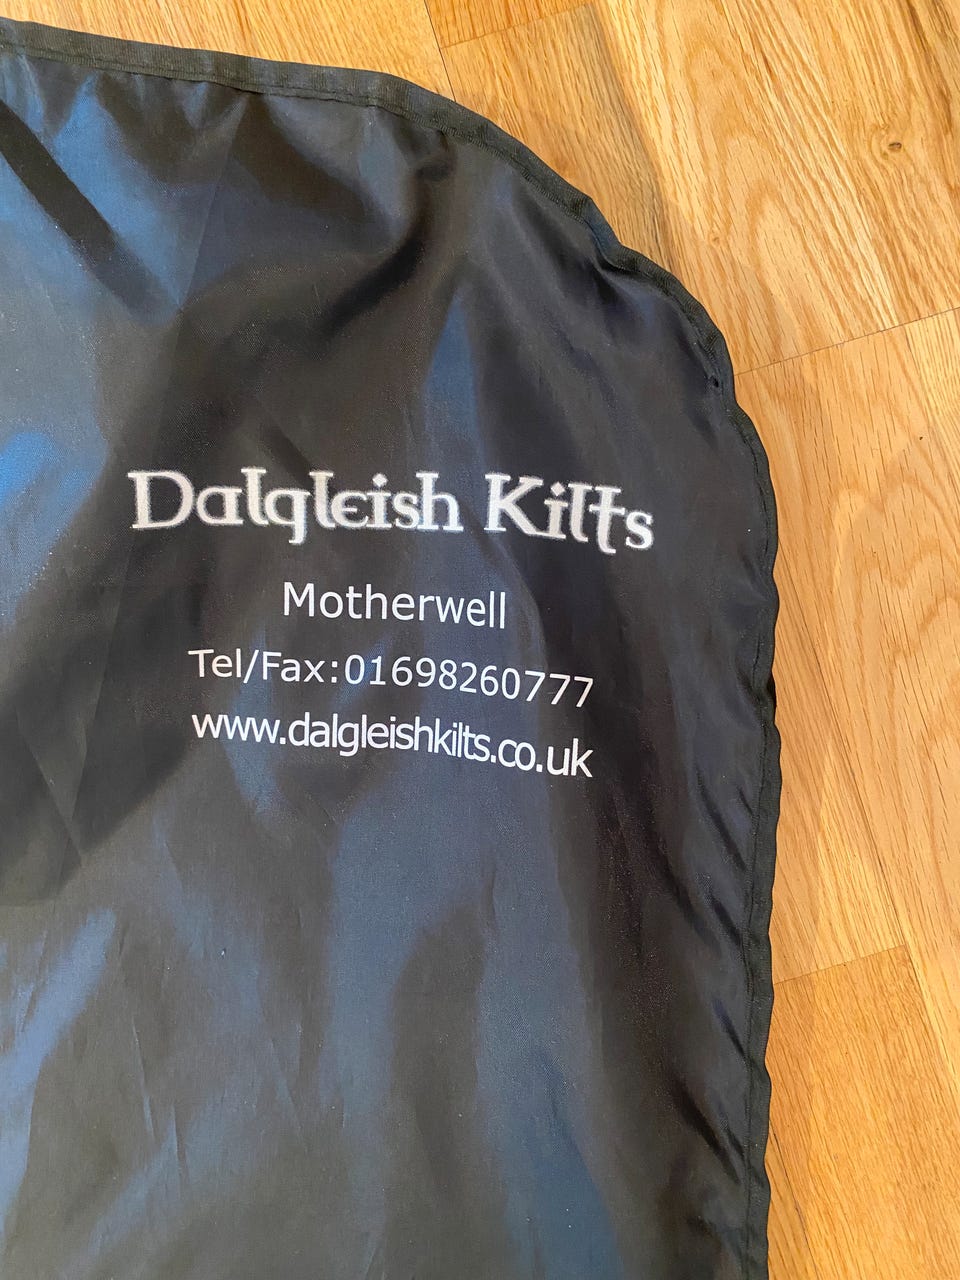 Dalgleish Kilts
Motherwell
Tel/Fax:01698260777
www.dalgleishkilts.co.uk